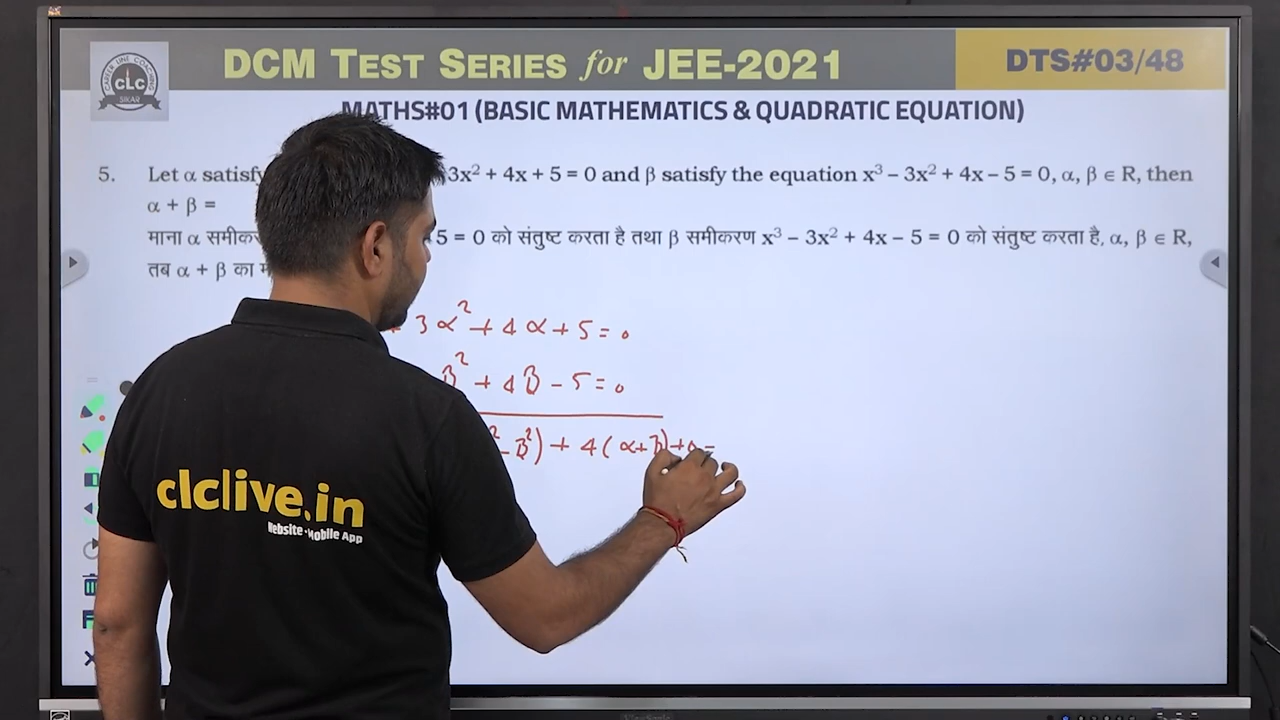 DCM TEST SERIES for JEE-2021 DTS#03/48
CLC
SIKAR
MATHS#01 (BASIC MATHEMATICS & QUADRATIC EQUATION)
5. Let α satisfy 3x² + 4x + 5 = 0 and β satisfy the equation x³ – 3x² + 4x – 5 = 0, α, β ∈ R, then
α + β =
माना α 5 = 0 को संतुष्ट करता है तथा β समीकरण x³ – 3x² + 4x – 5 = 0 को संतुष्ट करता है, α, β ∈ R,
तब α + β का
3α² + 4α + 5 = 0
β² + 4β - 5 = 0
- β²) + 4(α+β) + 0 =
clclive.in
Website • Mobile App